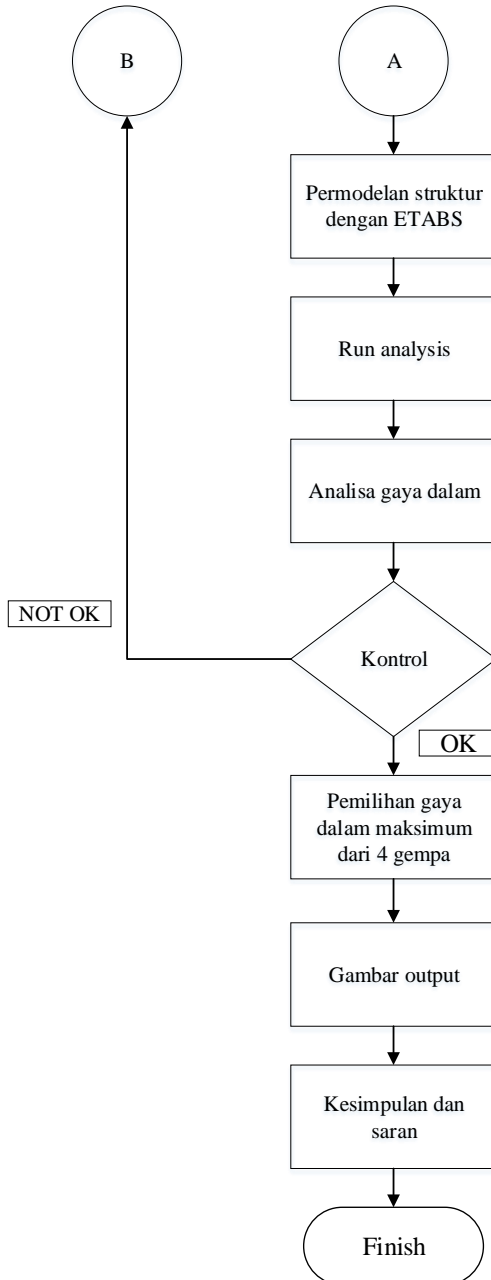 B
A
Permodelan struktur
dengan ETABS
Run analysis
Analisa gaya dalam
NOT OK
Kontrol
OK
Pemilihan gaya
dalam maksimum
dari 4 gempa
Gambar output
Kesimpulan dan
saran
Finish